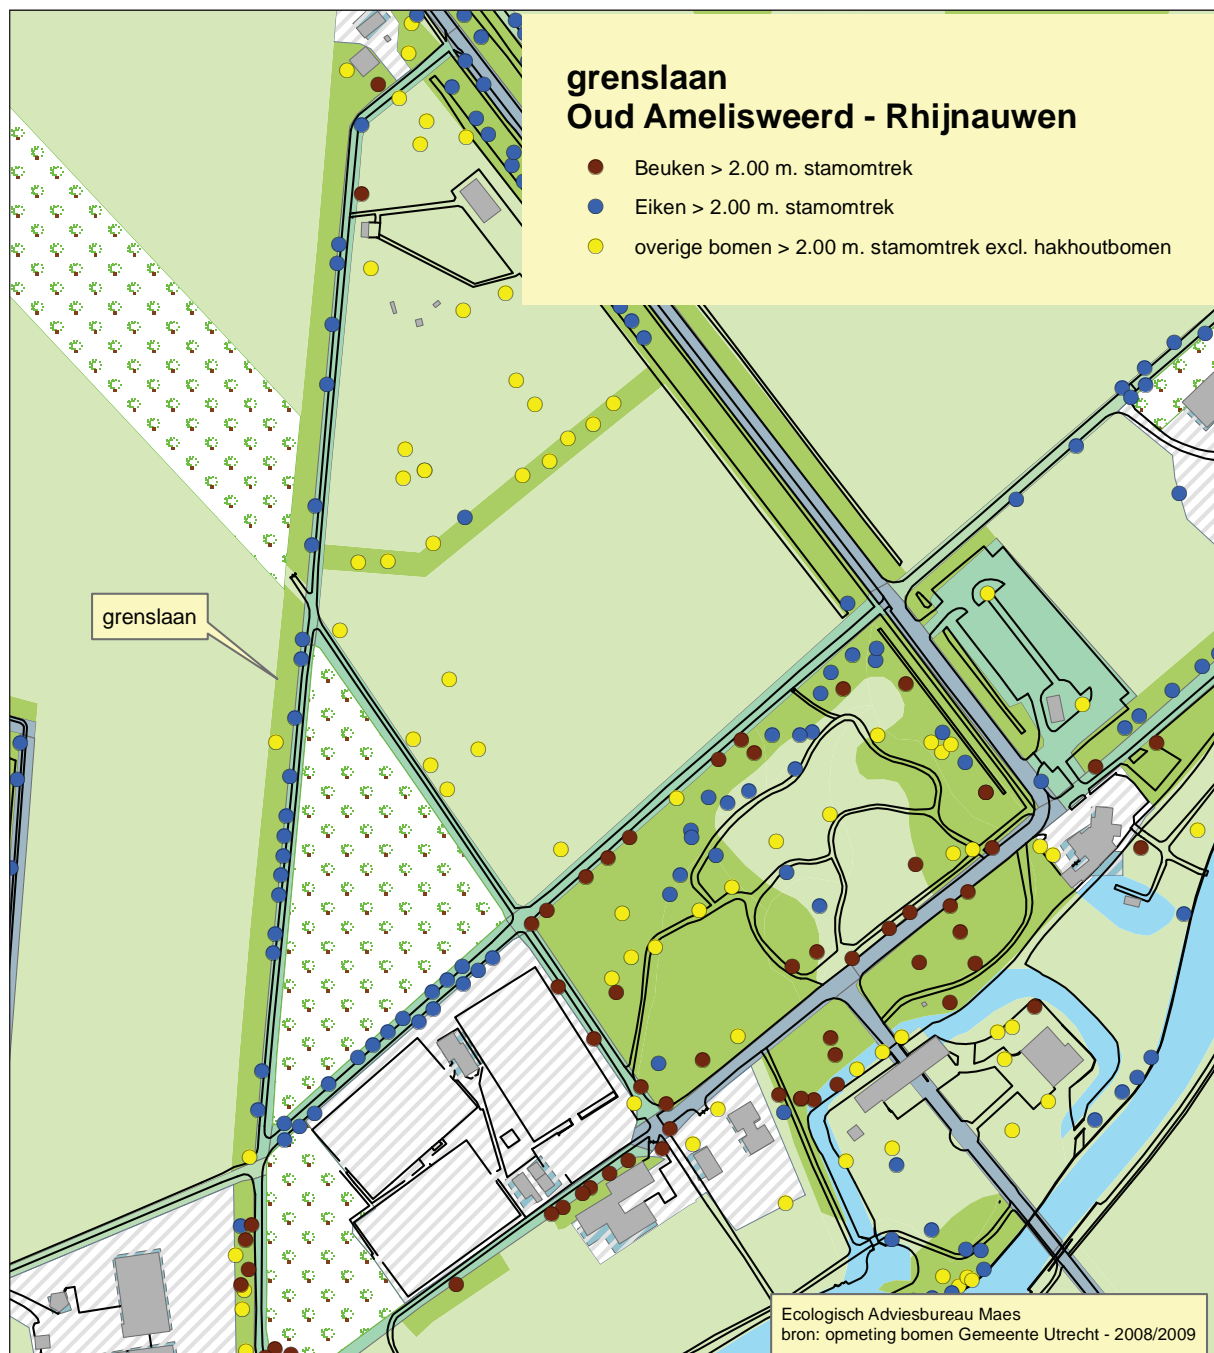 grenslaan
Oud Amelisweerd - Rhijnauwen
Beuken > 2.00 m. stamomtrek
Eiken > 2.00 m. stamomtrek
overige bomen > 2.00 m. stamomtrek excl. hakhoutbomen
grenslaan
Ecologisch Adviesbureau Maes
bron: opmeting bomen Gemeente Utrecht - 2008/2009